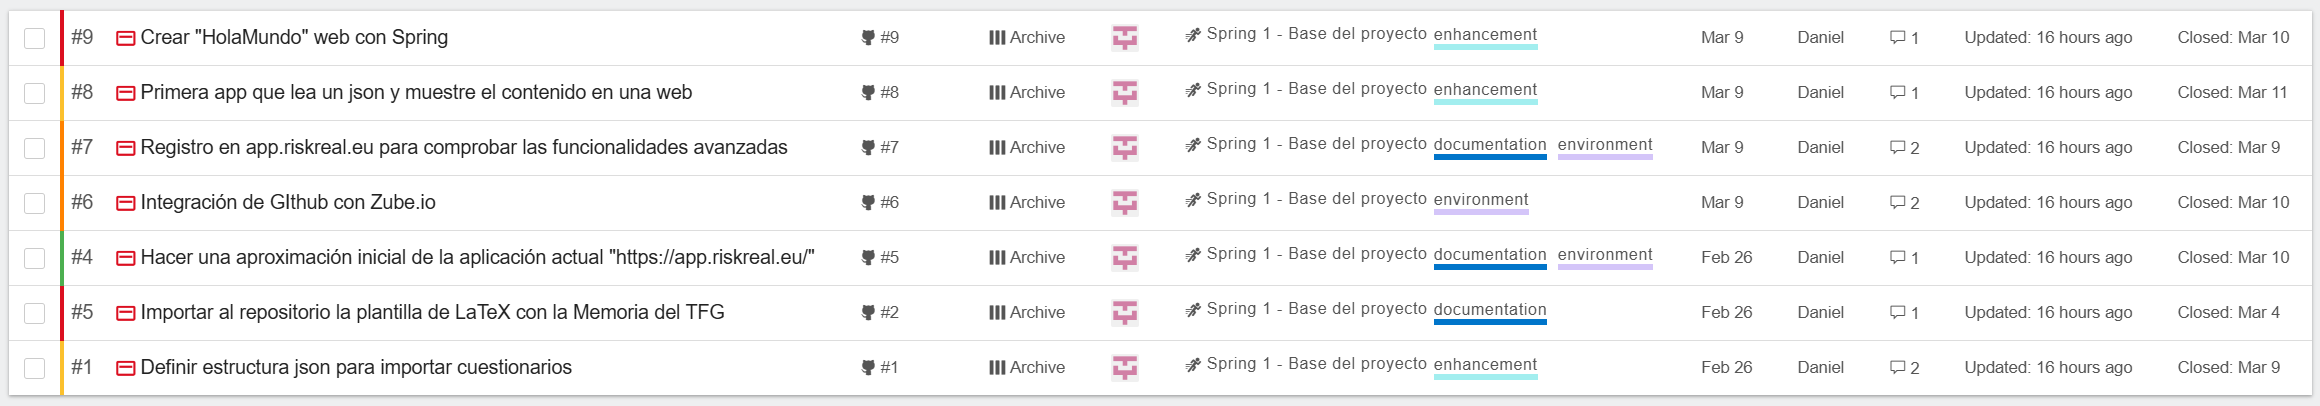 #9 Crear "HolaMundo" web con Spring #9 Archive Spring 1 - Base del proyecto enhancement Mar 9 Daniel 1 Updated: 16 hours ago Closed: Mar 10
#8 Primera app que lea un json y muestre el contenido en una web #8 Archive Spring 1 - Base del proyecto enhancement Mar 9 Daniel 1 Updated: 16 hours ago Closed: Mar 11
#7 Registro en app.riskreal.eu para comprobar las funcionalidades avanzadas #7 Archive Spring 1 - Base del proyecto documentation environment Mar 9 Daniel 2 Updated: 16 hours ago Closed: Mar 9
#6 Integración de GIthub con Zube.io #6 Archive Spring 1 - Base del proyecto environment Mar 9 Daniel 2 Updated: 16 hours ago Closed: Mar 10
#4 Hacer una aproximación inicial de la aplicación actual "https://app.riskreal.eu/" #5 Archive Spring 1 - Base del proyecto documentation environment Feb 26 Daniel 1 Updated: 16 hours ago Closed: Mar 10
#5 Importar al repositorio la plantilla de LaTeX con la Memoria del TFG #2 Archive Spring 1 - Base del proyecto documentation Feb 26 Daniel 1 Updated: 16 hours ago Closed: Mar 4
#1 Definir estructura json para importar cuestionarios #1 Archive Spring 1 - Base del proyecto enhancement Feb 26 Daniel 2 Updated: 16 hours ago Closed: Mar 9